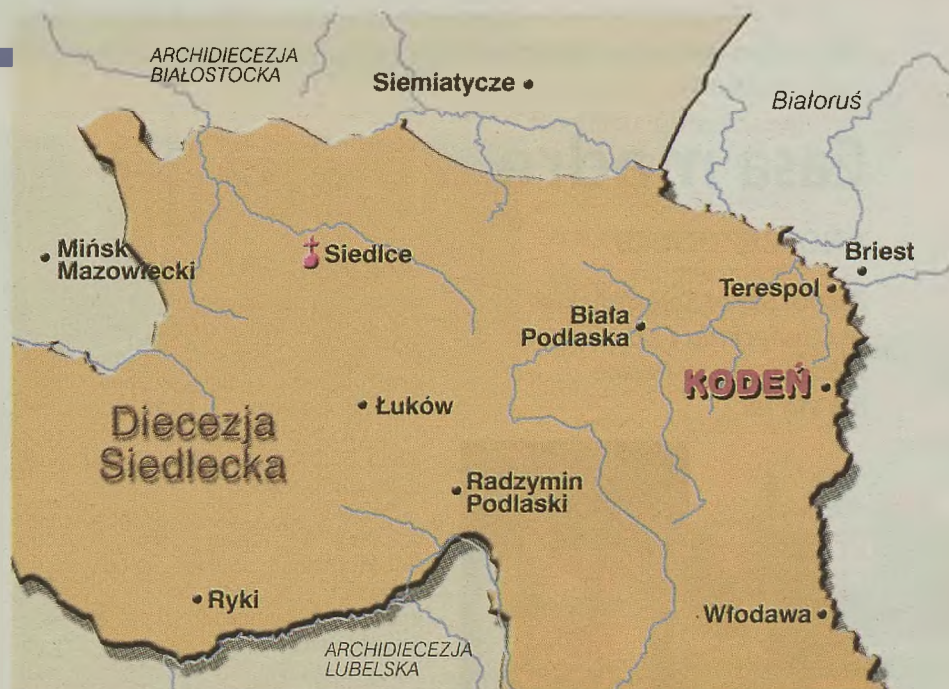 ARCHIDIECEZJA
BIAŁOSTOCKA
Siemiatycze
Białoruś
Mińsk
Mazowiecki
Siedlce
Briest
Terespol
Biała
Podlaska
KODEŃ
Łuków
Diecezja
Siedlecka
Radzymin
Podlaski
Ryki
Włodawa
ARCHIDIECEZJA
LUBELSKA